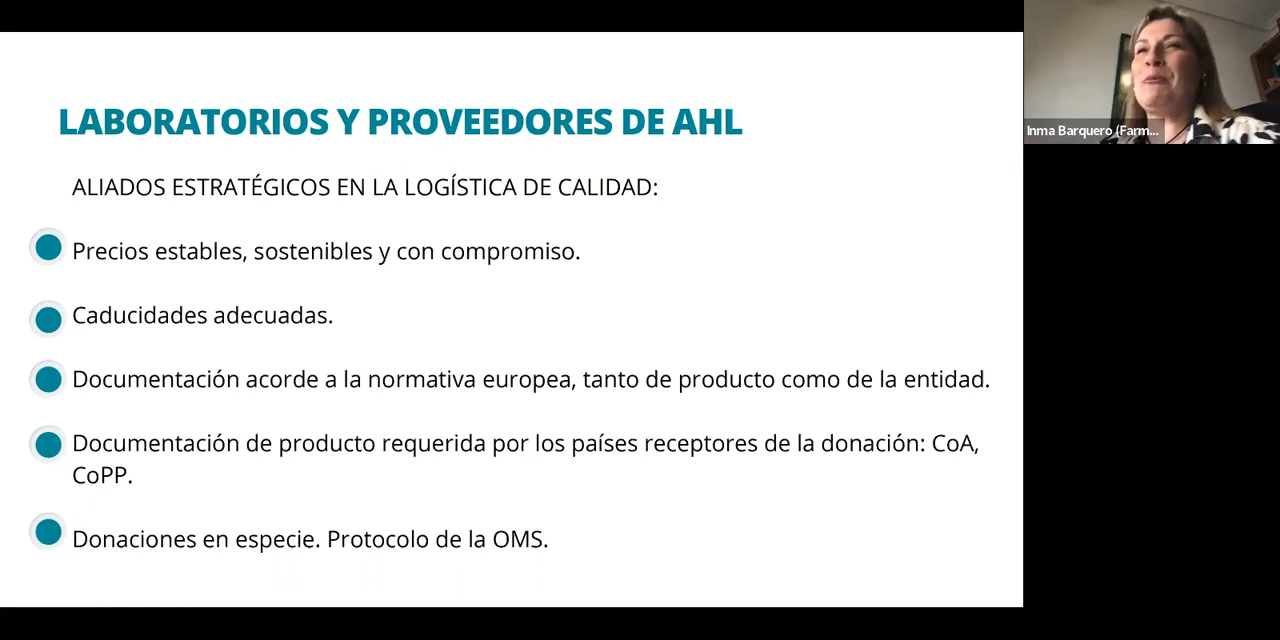 LABORATORIOS Y PROVEEDORES DE AHL
ALIADOS ESTRATÉGICOS EN LA LOGÍSTICA DE CALIDAD:
Precios estables, sostenibles y con compromiso.
Caducidades adecuadas.
Documentación acorde a la normativa europea, tanto de producto como de la entidad.
Documentación de producto requerida por los países receptores de la donación: CoA,
CoPP.
Donaciones en especie. Protocolo de la OMS.
Inma Barquero (Farm...